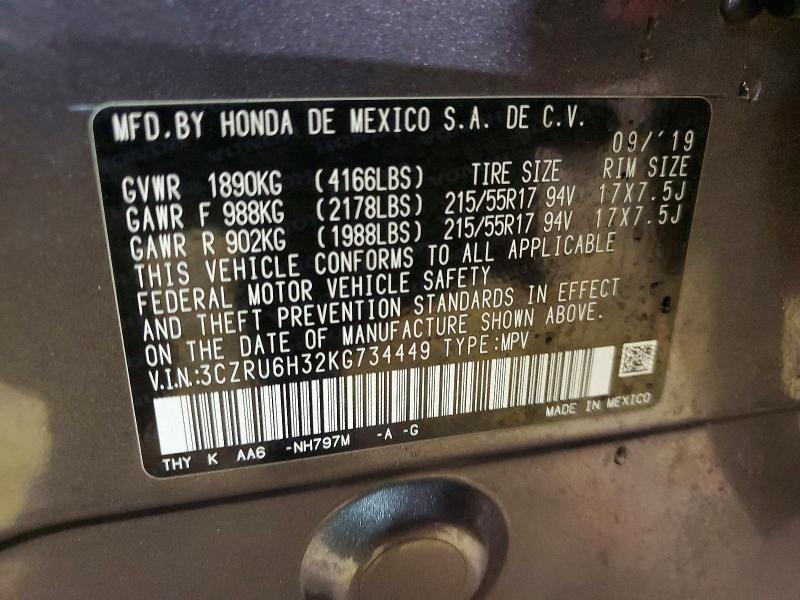 MFD.BY HONDA DE MEXICO S.A. DE C.V.
09/'19
TIRE SIZE RIM SIZE
GVWR 1890KG (4166LBS)
GAWR F 988KG (2178LBS) 215/55R17 94V 17X7.5J
GAWR R 902KG (1988LBS) 215/55R17 94V 17X7.5J
THIS VEHICLE CONFORMS TO ALL APPLICABLE
FEDERAL MOTOR VEHICLE SAFETY
AND THEFT PREVENTION STANDARDS IN EFFECT
ON THE DATE OF MANUFACTURE SHOWN ABOVE.
V.I.N.:3CZRU6H32KG734449 TYPE:MPV
MADE IN MEXICO
THY K AA6 -NH797M -A -G